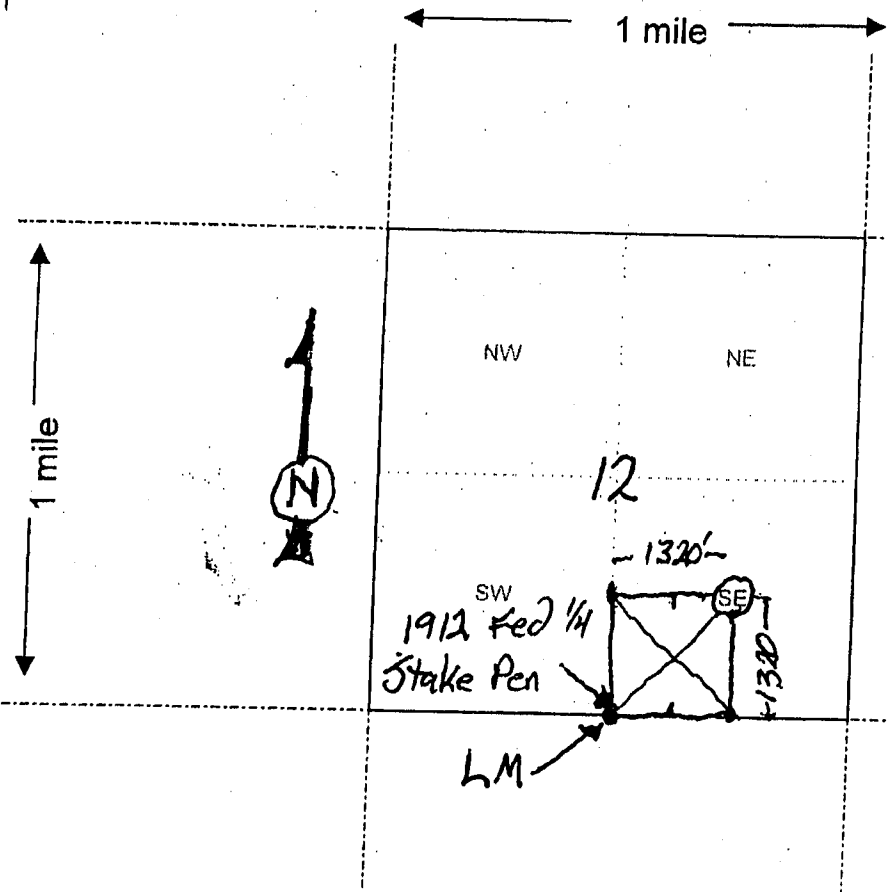 1 mile
1 mile
N
NW
NE
12
~1320'~
SW
SE
1912 Fed 1/4
Stake Pen
~1320~
LM